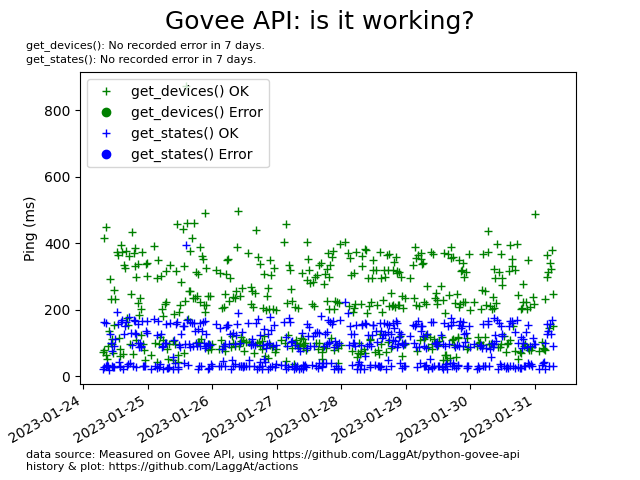 Govee API: is it working?
get_devices(): No recorded error in 7 days.
get_states(): No recorded error in 7 days.
get_devices() OK
get_devices() Error
get_states() OK
get_states() Error
Ping (ms)
800
600
400
200
0
2023-01-24
2023-01-25
2023-01-26
2023-01-27
2023-01-28
2023-01-29
2023-01-30
2023-01-31
data source: Measured on Govee API, using https://github.com/LaggAt/python-govee-api
history & plot: https://github.com/LaggAt/actions